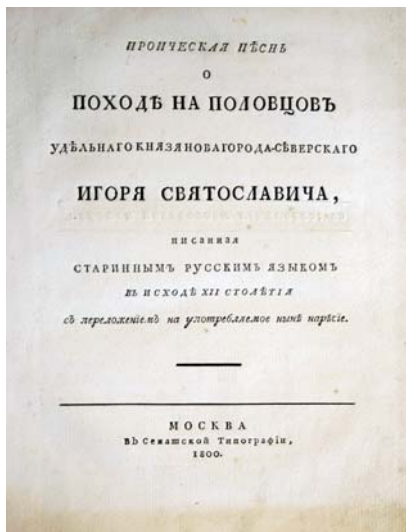 ИРОИЧЕСКАЯ ПѢСНЬ
О
ПОХОДѢ НА ПОЛОВЦОВЪ
УДѢЛЬНАГО КНЯЗЯ НОВАГОРОДА-СѢВЕРСКАГО
ИГОРЯ СВЯТОСЛАВИЧА,
писанная
СТАРИННЫМЪ РУССКИМЪ ЯЗЫКОМЪ
ВЪ ИСХОДѢ XII СТОЛѢТІЯ
съ переложеніемъ на употребляемое нынѣ нарѣчіе.
МОСКВА
Въ Сенатской Типографіи,
1800.